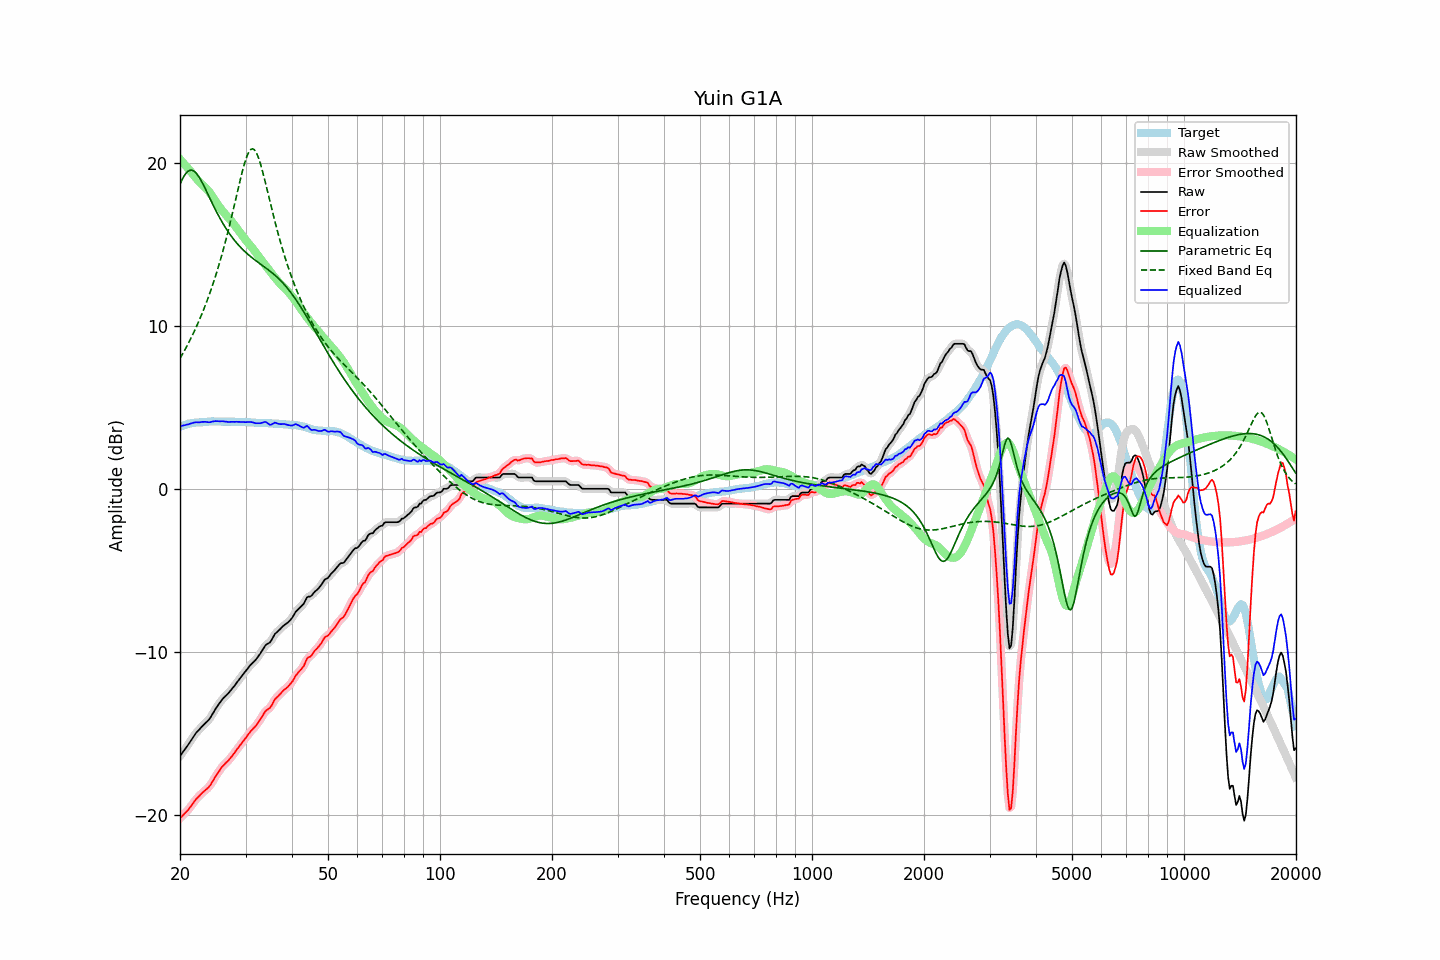 Yuin G1A
Amplitude (dBr)
20
10
0
−10
−20
20
50
100
200
500
1000
2000
5000
10000
20000
Frequency (Hz)
Target
Raw Smoothed
Error Smoothed
Raw
Error
Equalization
Parametric Eq
Fixed Band Eq
Equalized